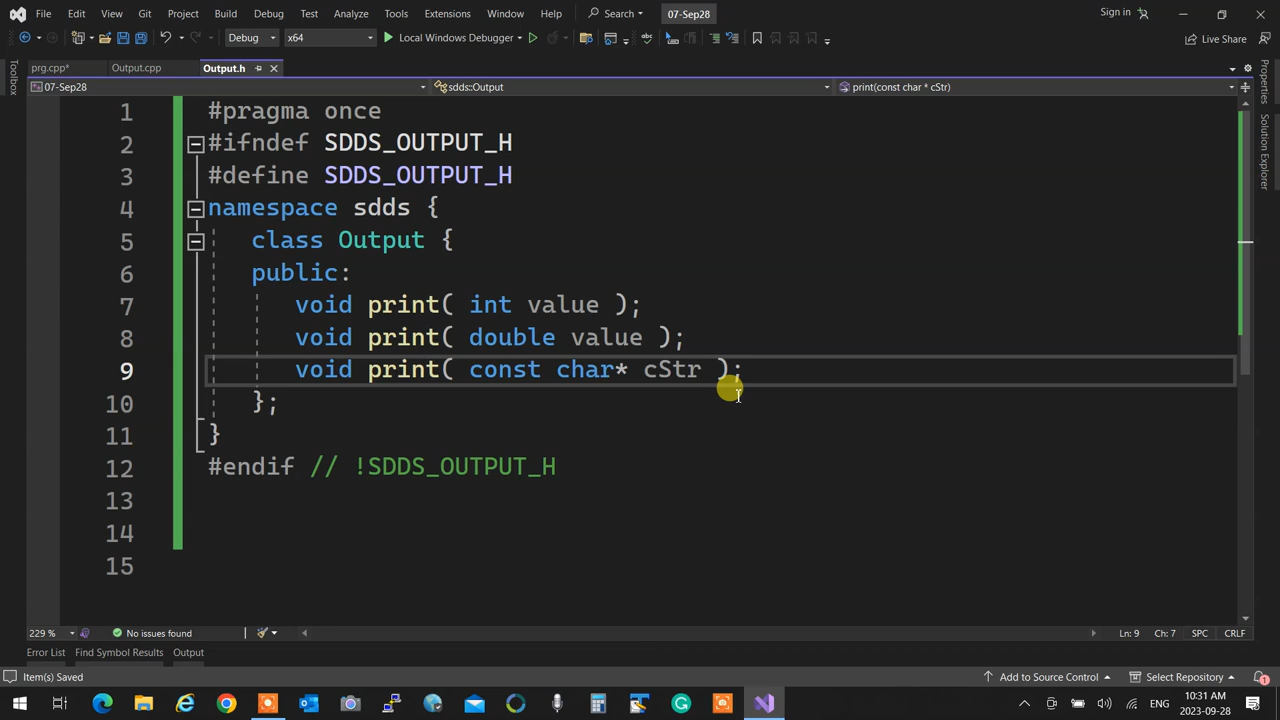 File Edit View Git Project Build Debug Test Analyze Tools Extensions Window Help Search 07-Sep28 Sign in
Debug x64 Local Windows Debugger Live Share
Toolbox
prg.cpp* Output.cpp Output.h
07-Sep28 sdds::Output print(const char * cStr)
1 #pragma once
2 #ifndef SDDS_OUTPUT_H
3 #define SDDS_OUTPUT_H
4 namespace sdds {
5 class Output {
6 public:
7 void print( int value );
8 void print( double value );
9 void print( const char* cStr );
10 };
11 }
12 #endif // !SDDS_OUTPUT_H
13
14
15
Properties
Solution Explorer
229 % No issues found Ln: 9 Ch: 7 SPC CRLF
Error List Find Symbol Results Output
Item(s) Saved Add to Source Control Select Repository 1
ENG 10:31 AM
2023-09-28